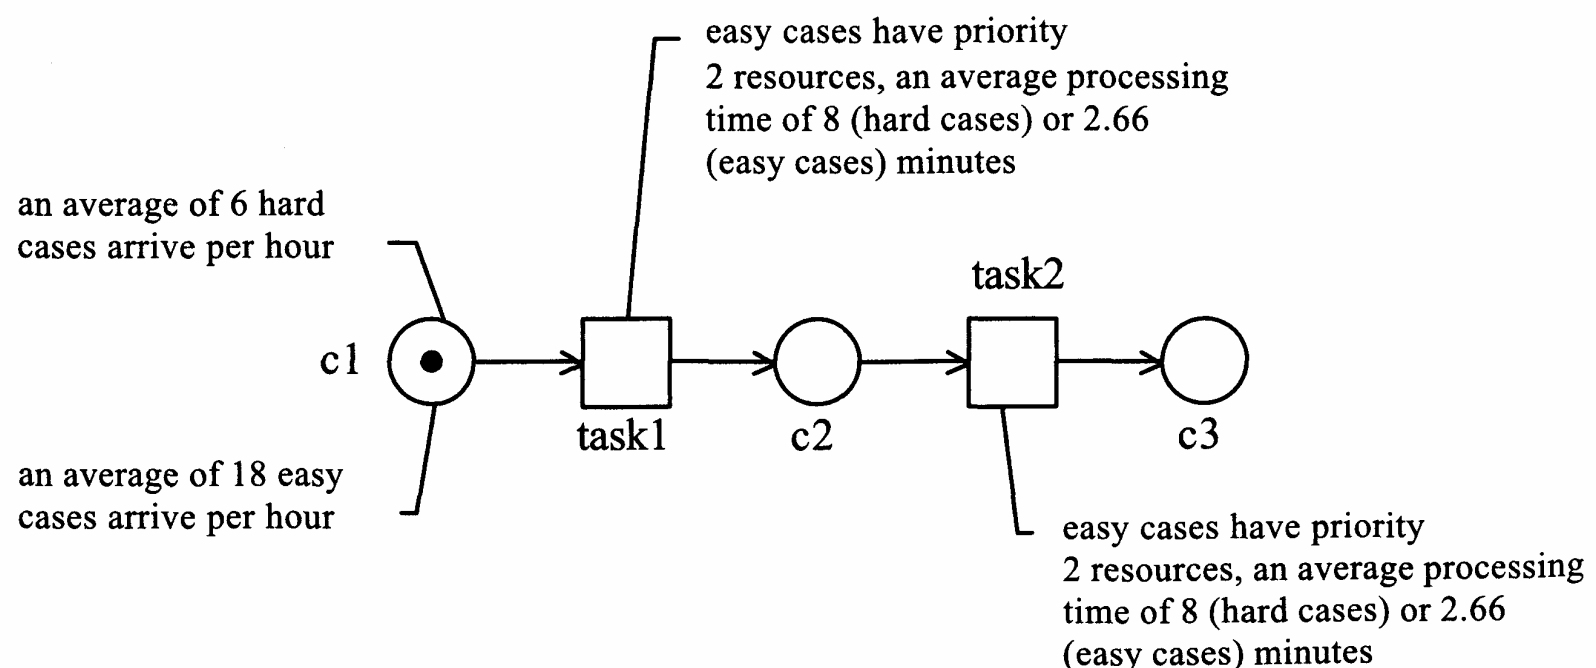 easy cases have priority
2 resources, an average processing
time of 8 (hard cases) or 2.66
(easy cases) minutes
an average of 6 hard
cases arrive per hour
task2
c1
task1
c2
c3
an average of 18 easy
cases arrive per hour
easy cases have priority
2 resources, an average processing
time of 8 (hard cases) or 2.66
(easy cases) minutes